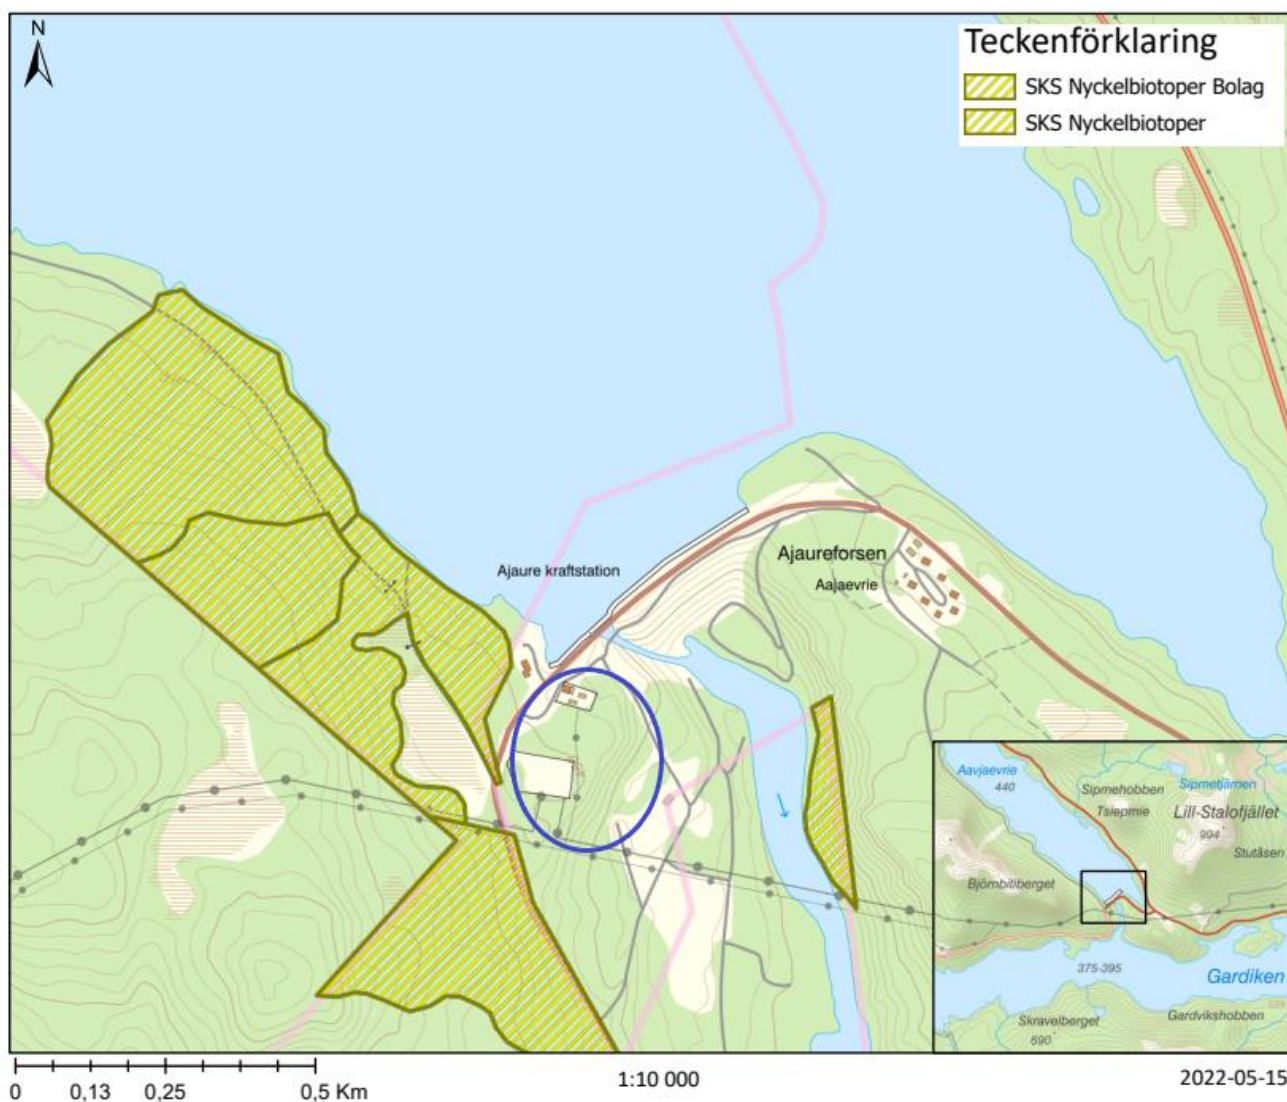 N
Teckenförklaring
SKS Nyckelbiotoper Bolag
SKS Nyckelbiotoper
Ajaureforsen
Ajaure kraftstation
Aajaevrie
Aavjaevrie
440
Sipmehobben
Sipmetjärnen
Tsiepmie
Lill-Stalofjället
994
Stutåsen
Björnbitiberget
375-395
Gardiken
Skravelberget
Gardvikshobben
690
0 0,13 0,25 0,5 Km
1:10 000
2022-05-15